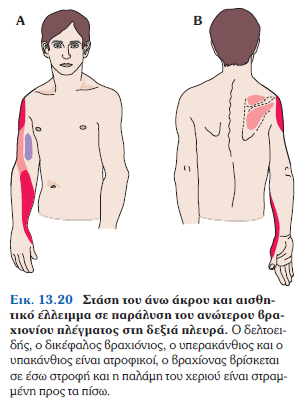 A B
Εικ. 13.20 Στάση του άνω άκρου και αισθη-
τικό έλλειμμα σε παράλυση του ανώτερου βρα-
χιονίου πλέγματος στη δεξιά πλευρά. Ο δελτοει-
δής, ο δικέφαλος βραχιόνιος, ο υπερακάνθιος και ο
υπακάνθιος είναι ατροφικοί, ο βραχίονας βρίσκεται
σε έσω στροφή και η παλάμη του χεριού είναι στραμ-
μένη προς τα πίσω.